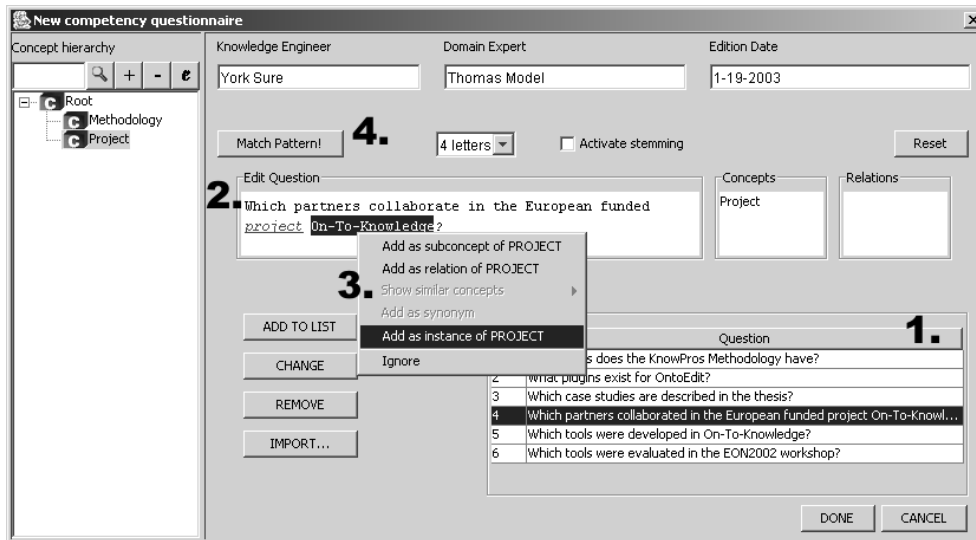 New competency questionnaire
Concept hierarchy
+ - e
Root
Methodology
Project
Knowledge Engineer Domain Expert Edition Date
York Sure Thomas Model 1-19-2003
Match Pattern! 4. 4 letters Activate stemming Reset
2. Edit Question Concepts Relations
Which partners collaborate in the European funded
project On-To-Knowledge?
Project
Add as subconcept of PROJECT
Add as relation of PROJECT
3. Show similar concepts
Add as synonym
Add as instance of PROJECT
Ignore
ADD TO LIST
CHANGE
REMOVE
IMPORT...
Question 1.
s does the KnowPros Methodology have?
2 What plugins exist for OntoEdit?
3 Which case studies are described in the thesis?
4 Which partners collaborated in the European funded project On-To-Knowl...
5 Which tools were developed in On-To-Knowledge?
6 Which tools were evaluated in the EON2002 workshop?
DONE CANCEL